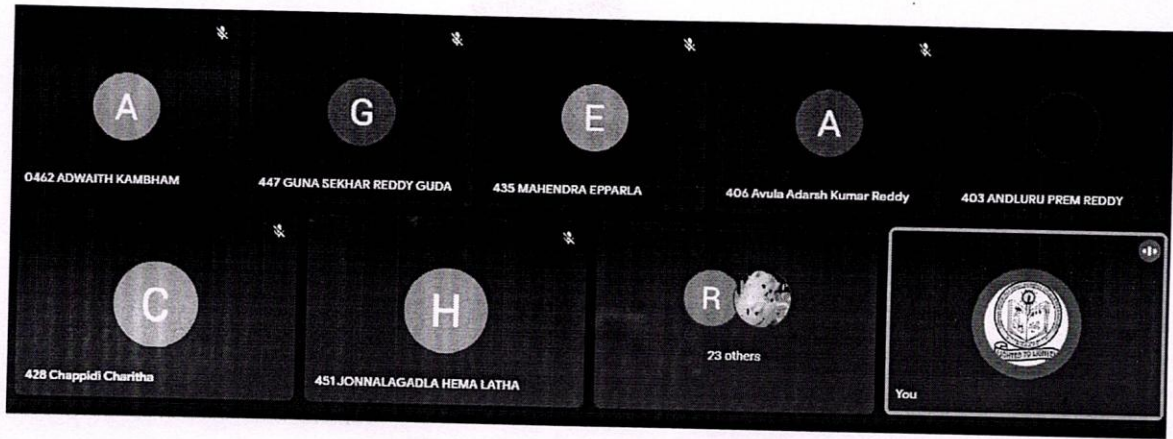 A
G
E
A
0462 ADWAITH KAMBHAM
447 GUNA SEKHAR REDDY GUDA
435 MAHENDRA EPPARLA
406 Avula Adarsh Kumar Reddy
403 ANDLURU PREM REDDY
C
H
R
23 others
428 Chappidi Charitha
451 JONNALAGADLA HEMA LATHA
You